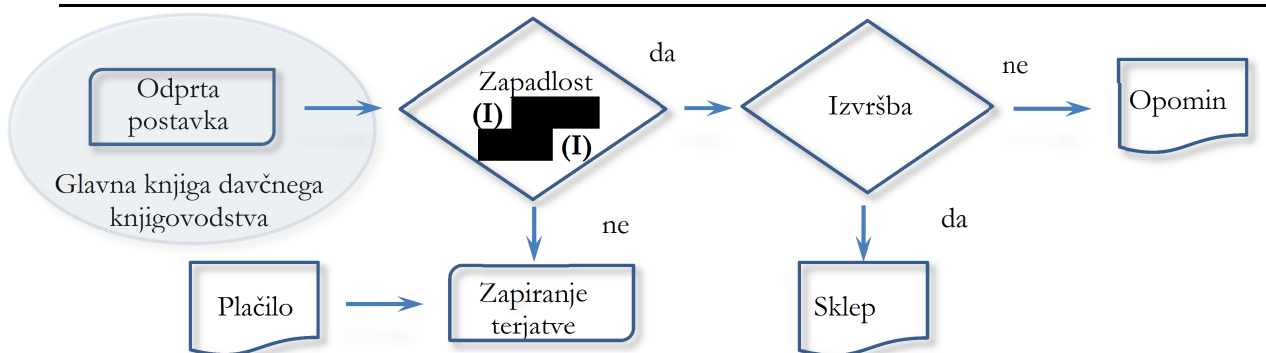 Odprta
postavka
Glavna knjiga davčnega
knjigovodstva
Zapadlost
(I)
(I)
da
ne
Izvršba
ne
da
Opomin
Plačilo
Zapiranje
terjatve
Sklep